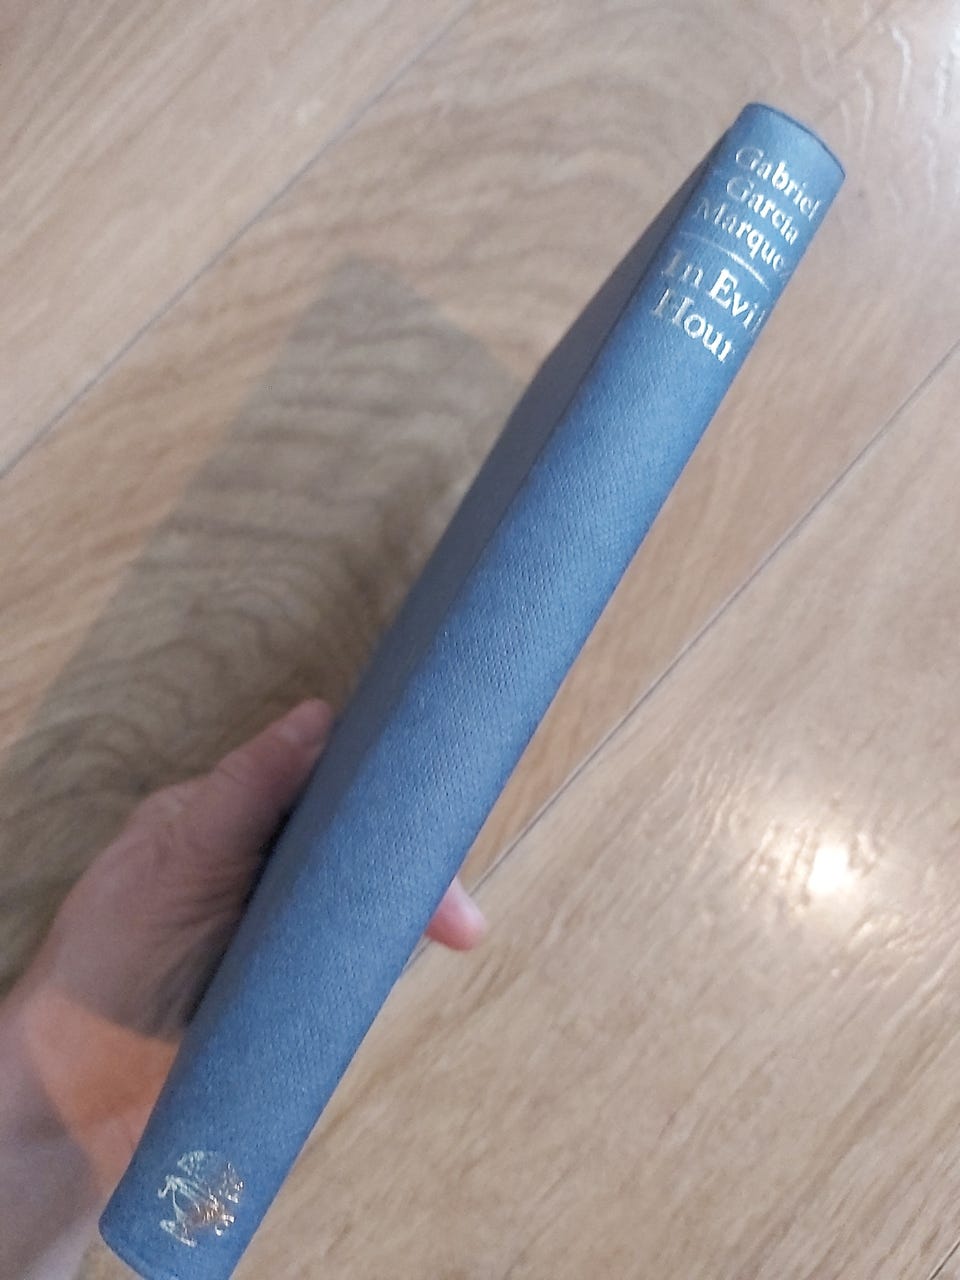 Gabriel
García
Marquez
In Evil
Hour